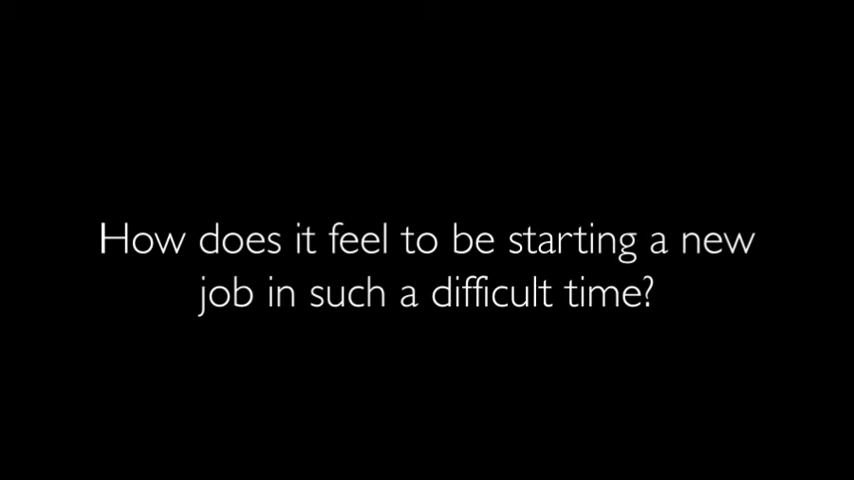 How does it feel to be starting a new
job in such a difficult time?